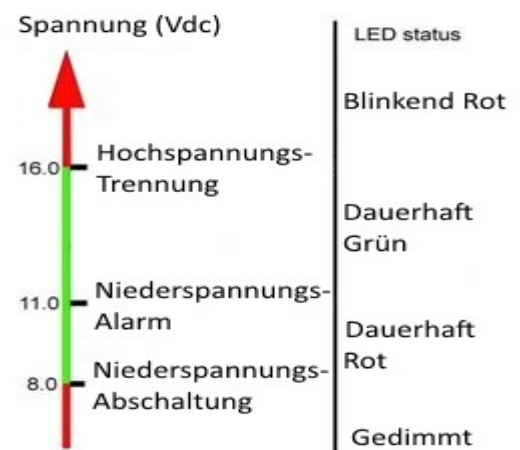 Spannung (Vdc)
LED status
Blinkend Rot
Hochspannungs-
16.0
Trennung
Dauerhaft
Grün
Niederspannungs-
11.0
Alarm
Dauerhaft
Rot
Niederspannungs-
8.0
Abschaltung
Gedimmt